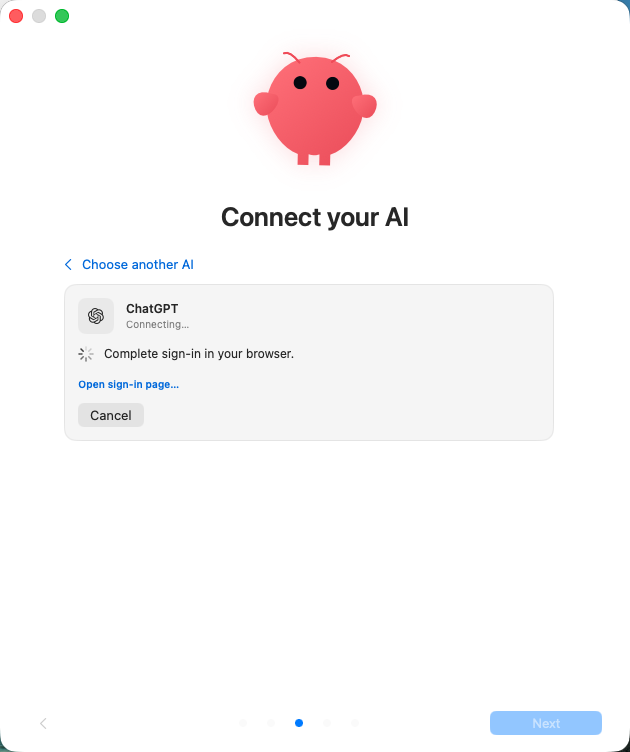 Connect your AI
Choose another AI
ChatGPT
Connecting...
Complete sign-in in your browser.
Open sign-in page...
Cancel
Next